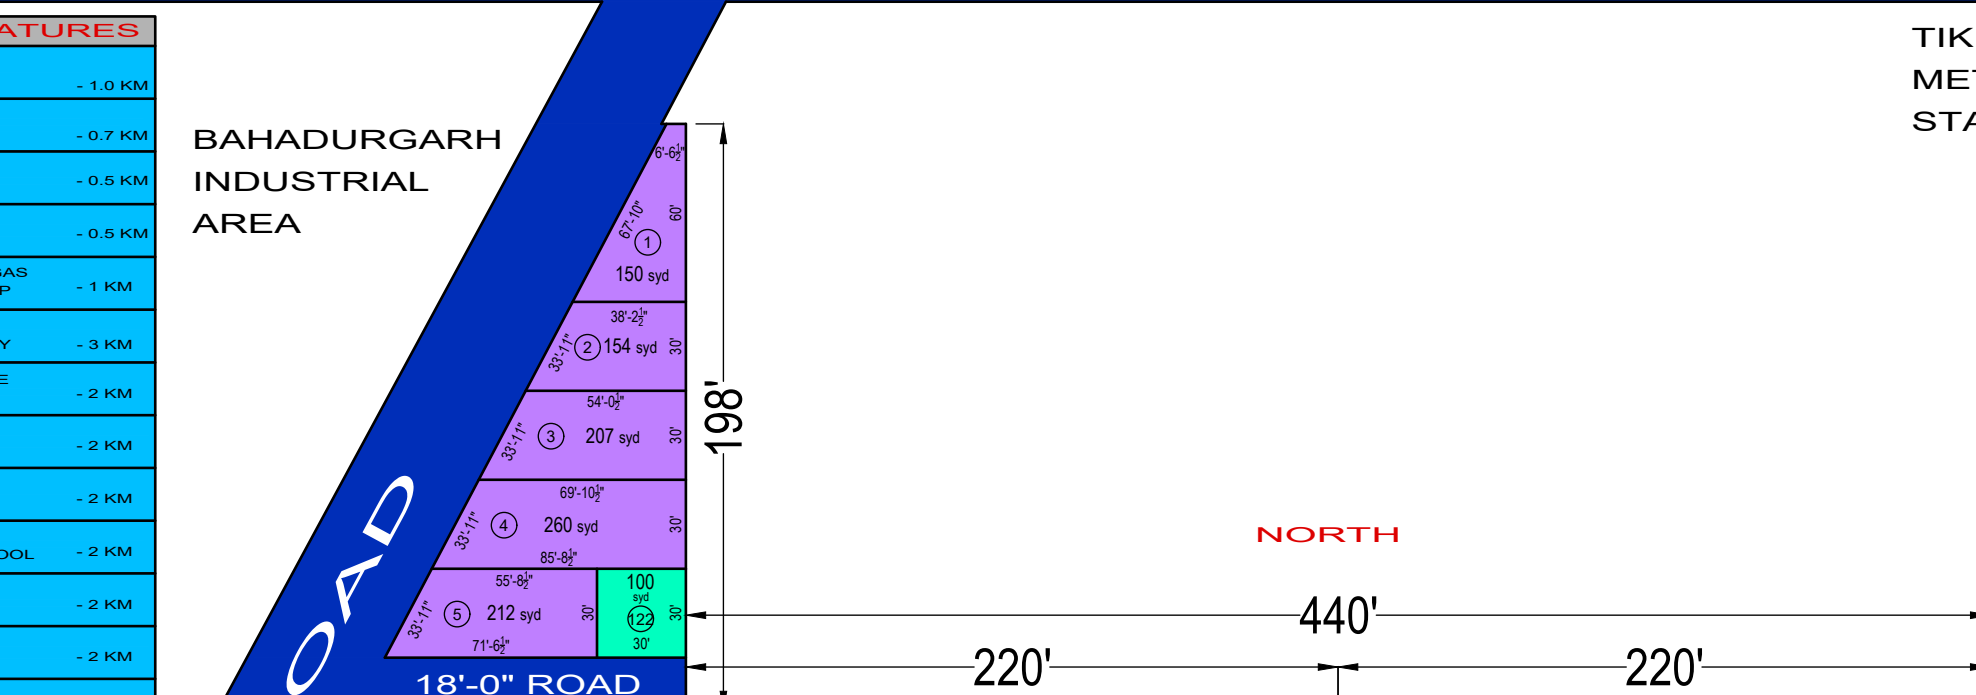 ATURES
- 1.0 KM
- 0.7 KM
- 0.5 KM
- 0.5 KM
GAS
P - 1 KM
Y - 3 KM
E
- 2 KM
- 2 KM
- 2 KM
OOL - 2 KM
- 2 KM
- 2 KM
BAHADURGARH
INDUSTRIAL
AREA
OAD
6'-6½"
67'-10"
60'
1
150 syd
38'-2½"
33'-11"
2
154 syd
30'
54'-0½"
33'-11"
3
207 syd
30'
69'-10½"
33'-11"
4
260 syd
30'
85'-8½"
55'-8½"
33'-11"
5
212 syd
30'
71'-6½"
100
syd
122
30'
30'
18'-0" ROAD
198'
NORTH
440'
220'
220'
TIK
MET
STA